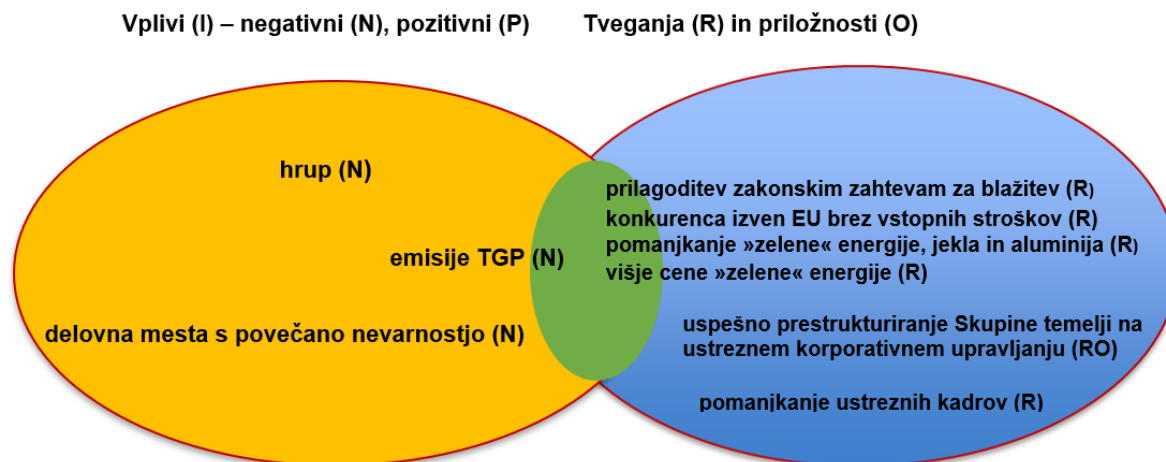 Vplivi (I) – negativni (N), pozitivni (P)
Tveganja (R) in priložnosti (O)
hrup (N)
emisije TGP (N)
delovna mesta s povečano nevarnostjo (N)
prilagoditev zakonskim zahtevam za blažitev (R)
konkurenca izven EU brez vstopnih stroškov (R)
pomanjkanje »zelene« energije, jekla in aluminija (R)
višje cene »zelene« energije (R)
uspešno prestrukturiranje Skupine temelji na
ustreznem korporativnem upravljanju (RO)
pomanjkanje ustreznih kadrov (R)